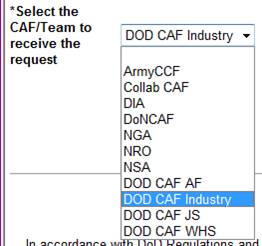 *Select the
CAF/Team to
receive the
request
DOD CAF Industry
ArmyCCF
Collab CAF
DIA
DoNCAF
NGA
NRO
NSA
DOD CAF AF
DOD CAF Industry
DOD CAF JS
DOD CAF WHS
In accordance with DoD Regulations and